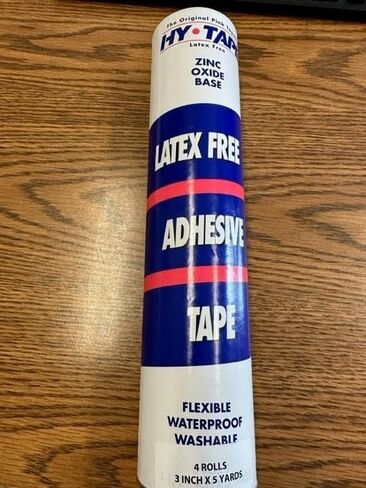 The Original Pink Tape
HY•TAPE
Latex Free
ZINC
OXIDE
BASE
LATEX FREE
ADHESIVE
TAPE
FLEXIBLE
WATERPROOF
WASHABLE
4 ROLLS
3 INCH X 5 YARDS